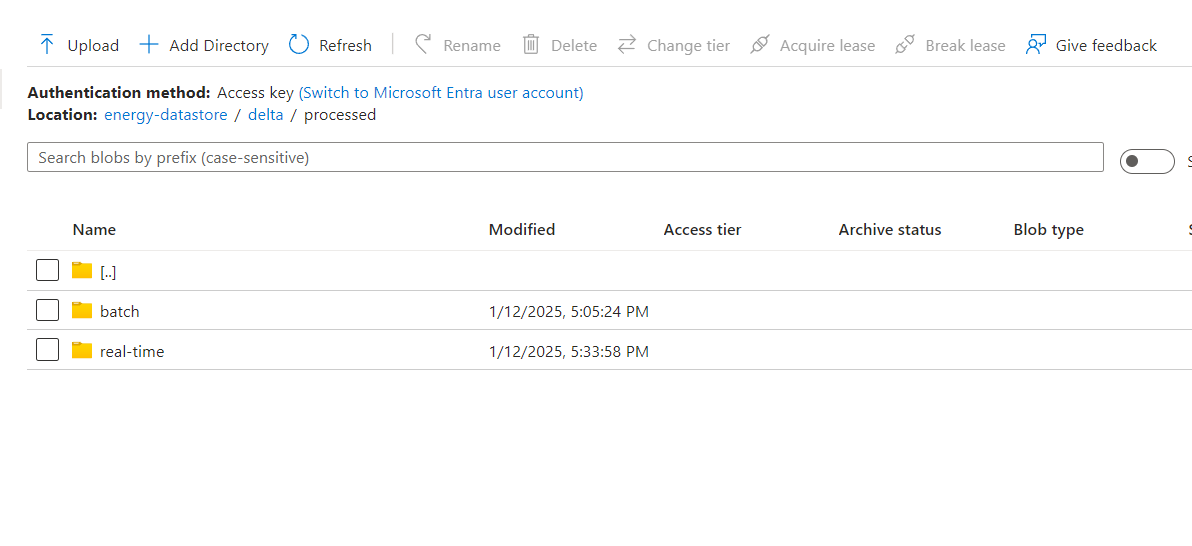 Upload Add Directory Refresh Rename Delete Change tier Acquire lease Break lease Give feedback
Authentication method: Access key (Switch to Microsoft Entra user account)
Location: energy-datastore / delta / processed
Search blobs by prefix (case-sensitive)
Name Modified Access tier Archive status Blob type
[..]
batch 1/12/2025, 5:05:24 PM
real-time 1/12/2025, 5:33:58 PM